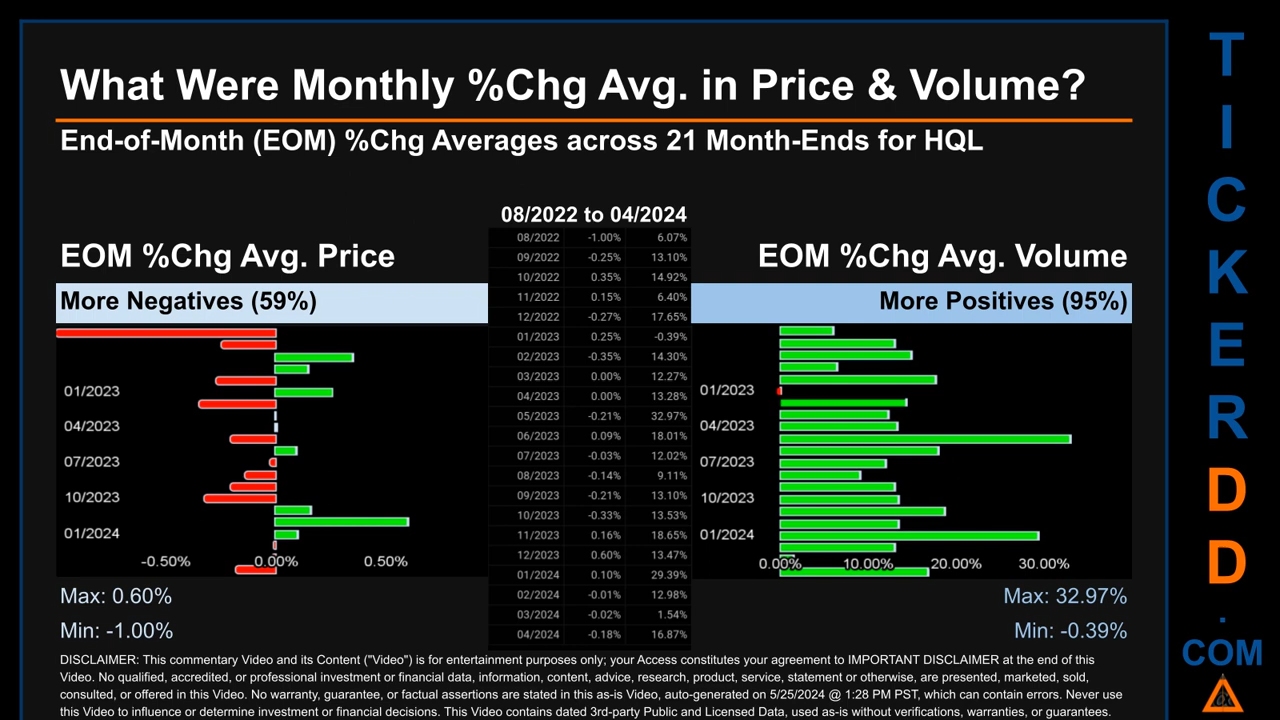 What Were Monthly %Chg Avg. in Price & Volume?
End-of-Month (EOM) %Chg Averages across 21 Month-Ends for HQL
08/2022 to 04/2024
EOM %Chg Avg. Price
EOM %Chg Avg. Volume
More Negatives (59%)
More Positives (95%)
08/2022 -1.00% 6.07%
09/2022 -0.25% 13.10%
10/2022 0.35% 14.92%
11/2022 0.15% 6.40%
12/2022 -0.27% 17.65%
01/2023 0.25% -0.39%
02/2023 -0.35% 14.30%
03/2023 0.00% 12.27%
04/2023 0.00% 13.28%
05/2023 -0.21% 32.97%
06/2023 0.09% 18.01%
07/2023 -0.03% 12.02%
08/2023 -0.14% 9.11%
09/2023 -0.21% 13.10%
10/2023 -0.33% 13.53%
11/2023 0.16% 18.65%
12/2023 0.60% 13.47%
01/2024 0.10% 29.39%
02/2024 -0.01% 12.98%
03/2024 -0.02% 1.54%
04/2024 -0.18% 16.87%
01/2023
04/2023
07/2023
10/2023
01/2024
-0.50% 0.00% 0.50%
01/2023
04/2023
07/2023
10/2023
01/2024
0.00% 10.00% 20.00% 30.00%
Max: 0.60%
Min: -1.00%
Max: 32.97%
Min: -0.39%
DISCLAIMER: This commentary Video and its Content ("Video") is for entertainment purposes only; your Access constitutes your agreement to IMPORTANT DISCLAIMER at the end of this
Video. No qualified, accredited, or professional investment or financial data, information, content, advice, research, product, service, statement or otherwise, are presented, marketed, sold,
consulted, or offered in this Video. No warranty, guarantee, or factual assertions are stated in this as-is Video, auto-generated on 5/25/2024 @ 1:28 PM PST, which can contain errors. Never use
this Video to influence or determine investment or financial decisions. This Video contains dated 3rd-party Public and Licensed Data, used as-is without verifications, warranties, or guarantees.
T
I
C
K
E
R
D
D
.
COM